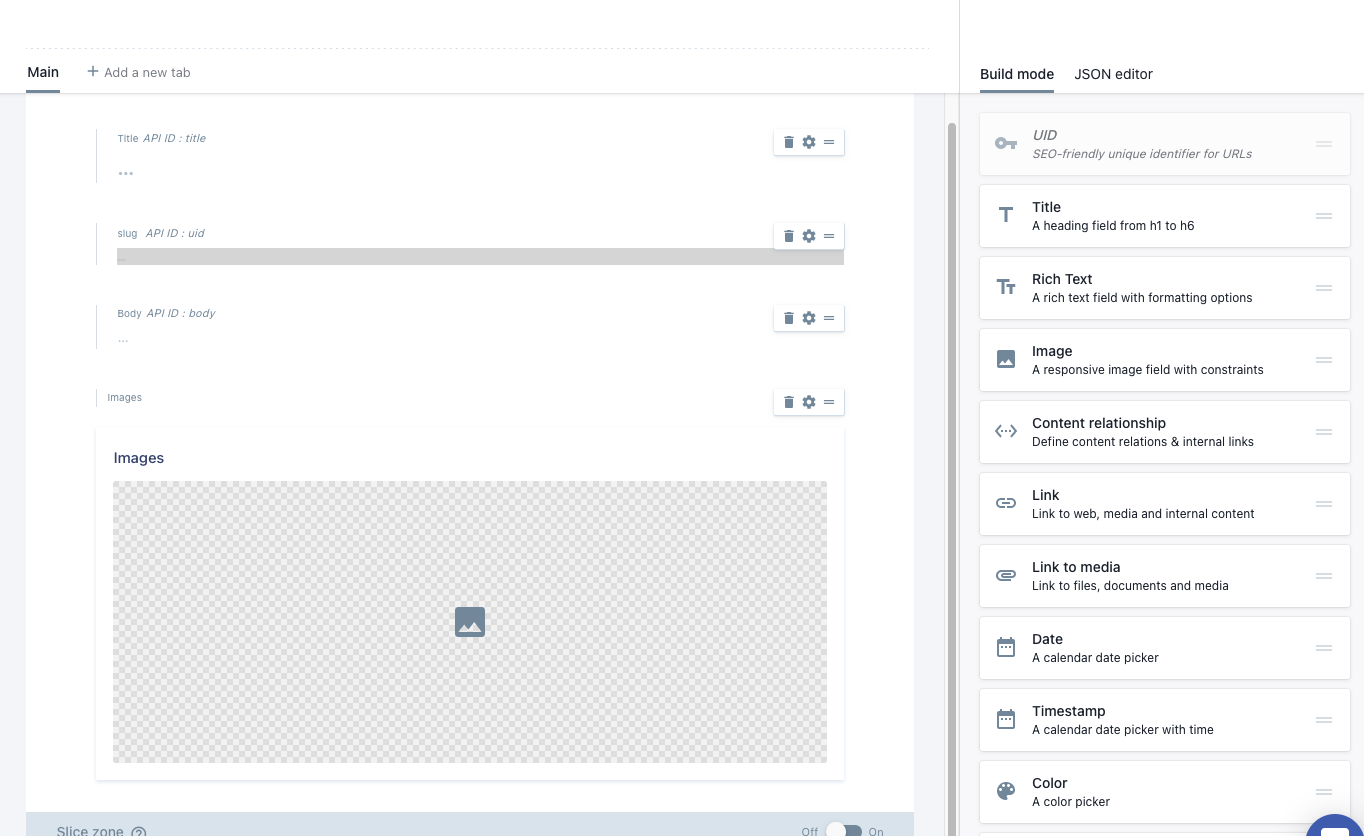 Main
+ Add a new tab
Build mode
JSON editor
Title API ID : title
...
slug API ID : uid
...
Body API ID : body
...
Images
Images
Slice zone ?
Off
On
UID
SEO-friendly unique identifier for URLs
Title
A heading field from h1 to h6
Rich Text
A rich text field with formatting options
Image
A responsive image field with constraints
Content relationship
Define content relations & internal links
Link
Link to web, media and internal content
Link to media
Link to files, documents and media
Date
A calendar date picker
Timestamp
A calendar date picker with time
Color
A color picker